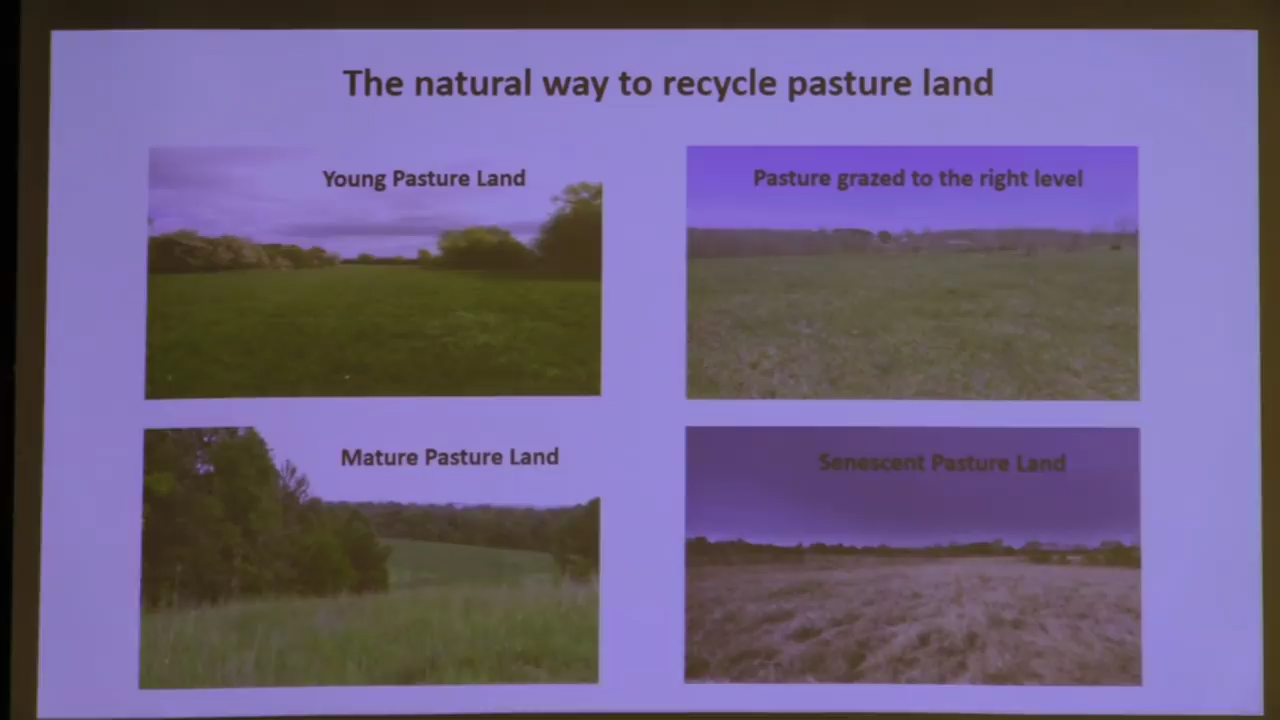 The natural way to recycle pasture land
Young Pasture Land
Pasture grazed to the right level
Mature Pasture Land
Senescent Pasture Land